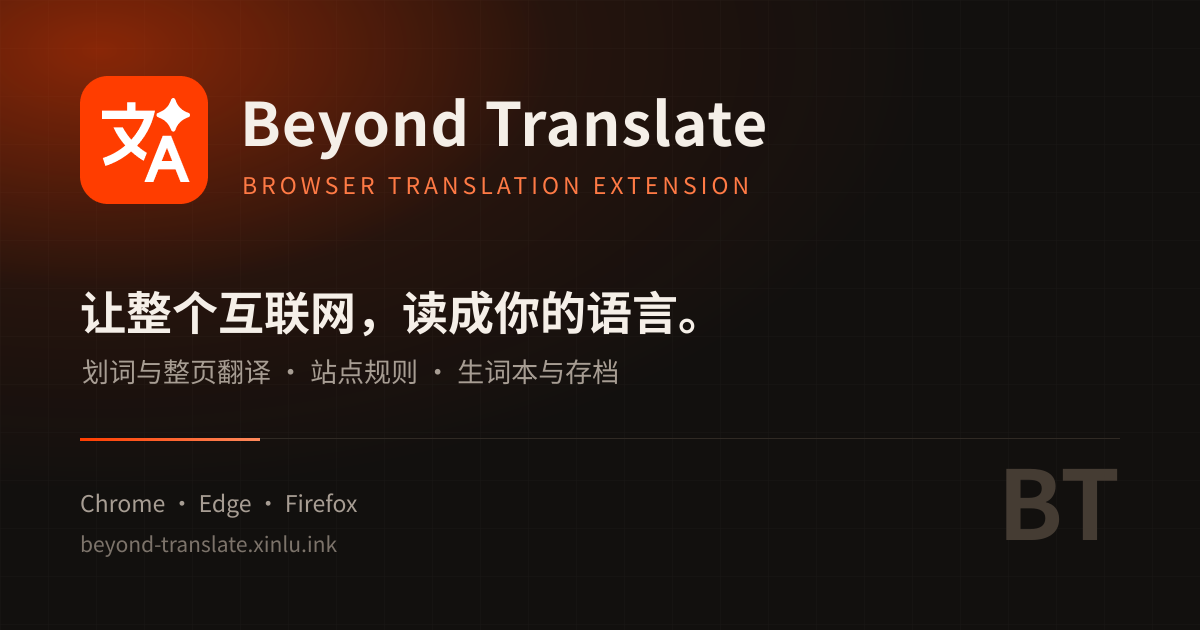 文A
Beyond Translate
BROWSER TRANSLATION EXTENSION
让整个互联网，读成你的语言。
划词与整页翻译 • 站点规则 • 生词本与存档
Chrome • Edge • Firefox
beyond-translate.xinlu.ink
BT